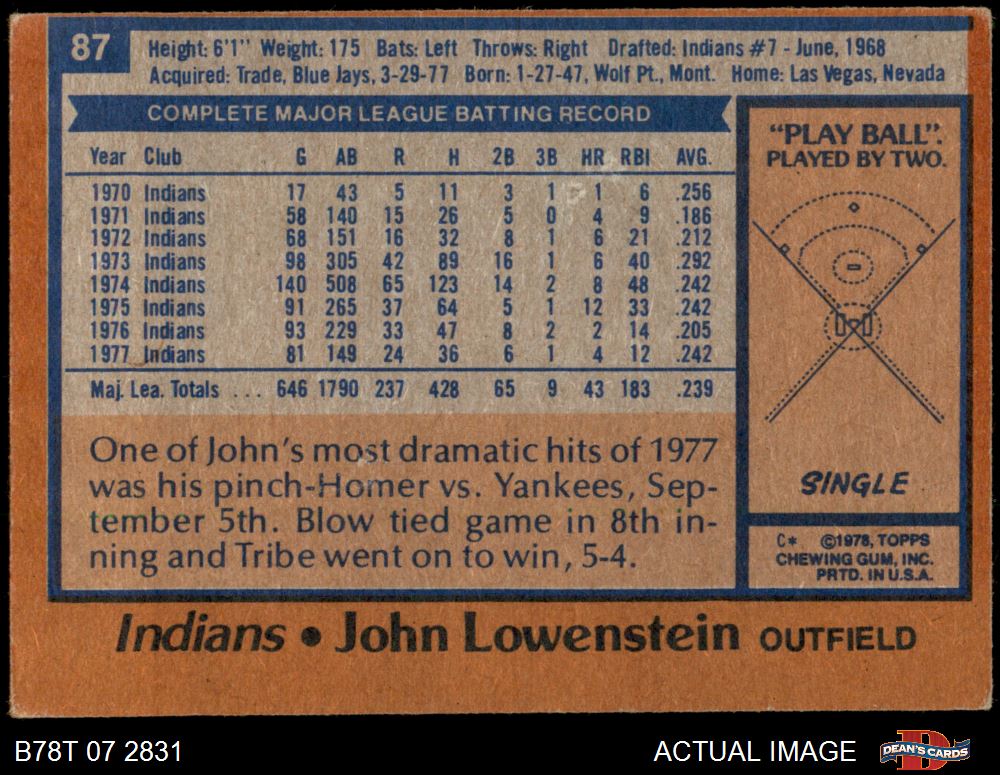 87
Height: 6'1" Weight: 175 Bats: Left Throws: Right Drafted: Indians #7 - June, 1968
Acquired: Trade, Blue Jays, 3-29-77 Born: 1-27-47, Wolf Pt., Mont. Home: Las Vegas, Nevada
COMPLETE MAJOR LEAGUE BATTING RECORD
Year Club G AB R H 2B 3B HR RBI AVG.
1970 Indians 17 43 5 11 3 1 1 6 .256
1971 Indians 58 140 15 26 5 0 4 9 .186
1972 Indians 68 151 16 32 8 1 6 21 .212
1973 Indians 98 305 42 89 16 1 6 40 .292
1974 Indians 140 508 65 123 14 2 8 48 .242
1975 Indians 91 265 37 64 5 1 12 33 .242
1976 Indians 93 229 33 47 8 2 2 14 .205
1977 Indians 81 149 24 36 6 1 4 12 .242
Maj. Lea. Totals ... 646 1790 237 428 65 9 43 183 .239
One of John's most dramatic hits of 1977
was his pinch-Homer vs. Yankees, Sep-
tember 5th. Blow tied game in 8th in-
ning and Tribe went on to win, 5-4.
"PLAY BALL".
PLAYED BY TWO.
SINGLE
C* ©1978, TOPPS
CHEWING GUM, INC.
PRTD. IN U.S.A.
Indians • John Lowenstein OUTFIELD
B78T 07 2831
ACTUAL IMAGE
D
DEAN'S CARDS